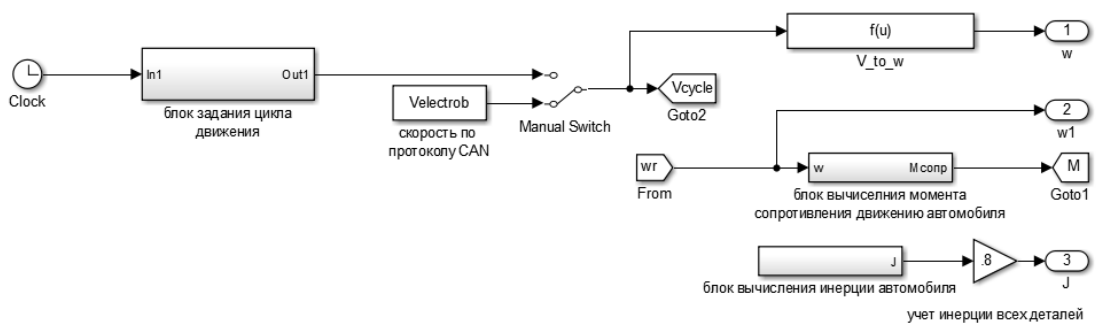 Clock
In1
Out1
блок задания цикла
движения
Velectrob
скорость по
протоколу CAN
Manual Switch
Vcycle
Goto2
f(u)
V_to_w
1
w
2
w1
wr
From
w
Mсопр
блок вычиселния момента
сопротивления движению автомобиля
M
Goto1
J
блок вычисления инерции автомобиля
.8
3
J
учет инерции всех деталей